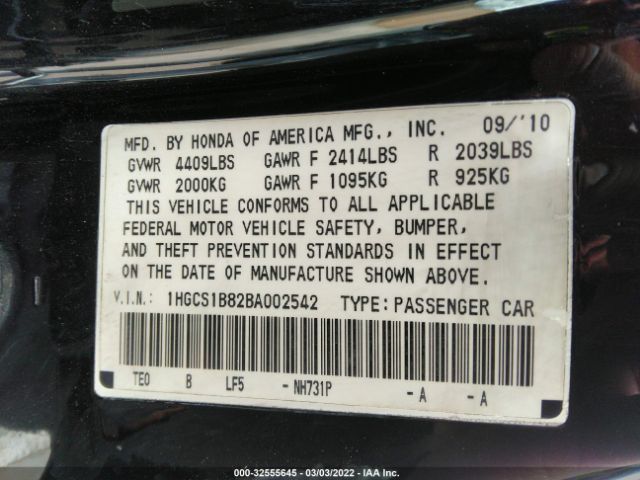 MFD. BY HONDA OF AMERICA MFG., INC. 09/'10
GVWR 4409LBS GAWR F 2414LBS R 2039LBS
GVWR 2000KG GAWR F 1095KG R 925KG
THIS VEHICLE CONFORMS TO ALL APPLICABLE
FEDERAL MOTOR VEHICLE SAFETY, BUMPER,
AND THEFT PREVENTION STANDARDS IN EFFECT
ON THE DATE OF MANUFACTURE SHOWN ABOVE.
V.I.N.: 1HGCS1B82BA002542 TYPE: PASSENGER CAR
TE0 B LF5 -NH731P -A -A
000-32555645 - 03/03/2022 - IAA Inc.